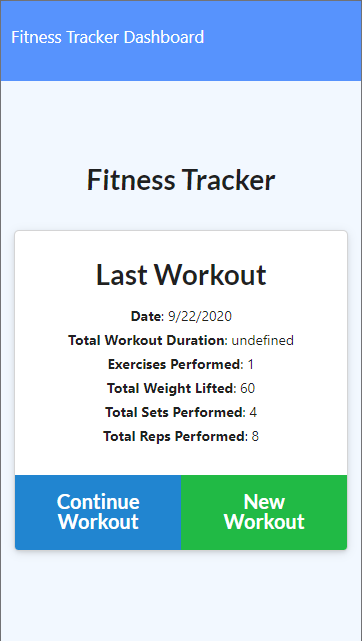 Fitness Tracker Dashboard
Fitness Tracker
Last Workout
Date: 9/22/2020
Total Workout Duration: undefined
Exercises Performed: 1
Total Weight Lifted: 60
Total Sets Performed: 4
Total Reps Performed: 8
Continue
Workout
New
Workout